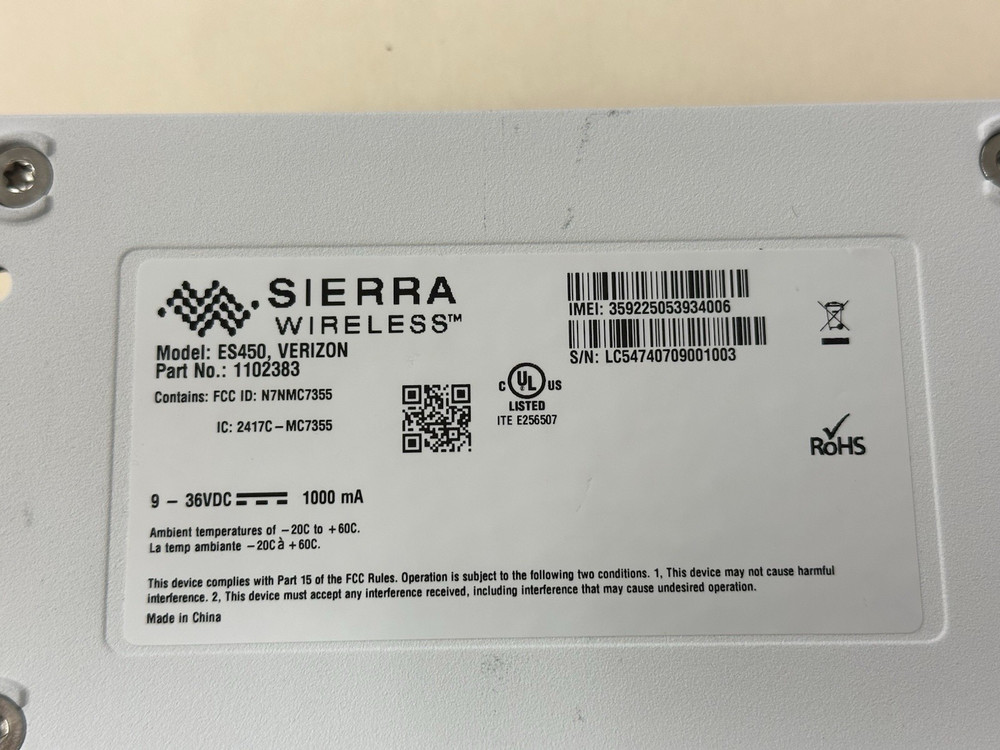 SIERRA
WIRELESS™
Model: ES450, VERIZON
Part No.: 1102383
Contains: FCC ID: N7NMC7355
IC: 2417C-MC7355
IMEI: 359225053934006
S/N: LC54740709001003
C UL US
LISTED
ITE E256507
RoHS
9 – 36VDC 1000 mA
Ambient temperatures of –20C to +60C.
La temp ambiante –20C à +60C.
This device complies with Part 15 of the FCC Rules. Operation is subject to the following two conditions. 1, This device may not cause harmful
interference. 2, This device must accept any interference received, including interference that may cause undesired operation.
Made in China